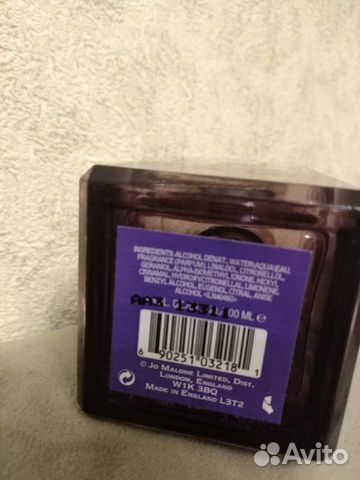 INGREDIENTS: ALCOHOL DENAT., WATER\AQUA\EAU,
FRAGRANCE (PARFUM), LINALOOL, CITRONELLOL,
GERANIOL, ALPHA-ISOMETHYL IONONE, HEXYL
CINNAMAL, HYDROXYCITRONELLAL, LIMONENE,
BENZYL ALCOHOL, EUGENOL, CITRAL, ANISE
ALCOHOL <ILN40460>
100 ML e
6 90251 03218 1
© JO MALONE LIMITED, DIST.
LONDON, ENGLAND
W1K 3BQ
MADE IN ENGLAND L3T2
Avito